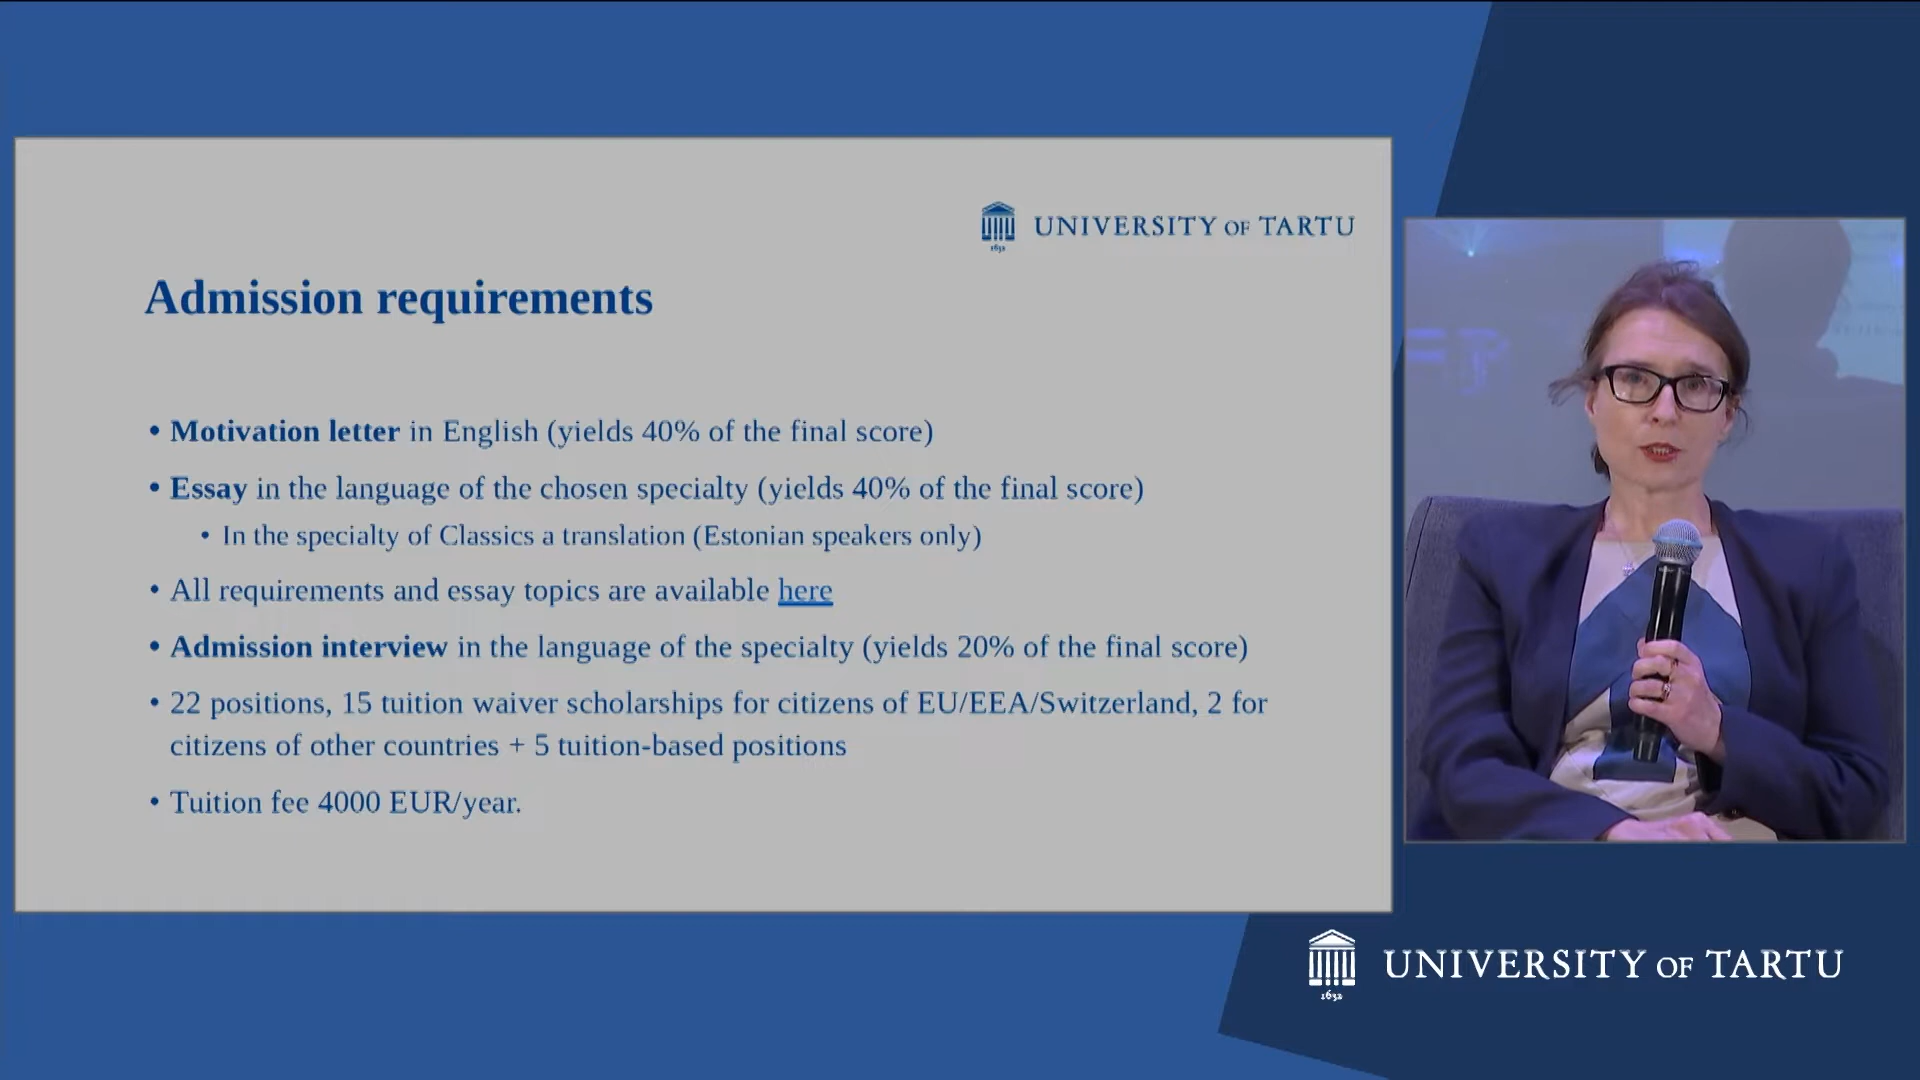 UNIVERSITY OF TARTU
1632
Admission requirements
• Motivation letter in English (yields 40% of the final score)
• Essay in the language of the chosen specialty (yields 40% of the final score)
• In the specialty of Classics a translation (Estonian speakers only)
• All requirements and essay topics are available here
• Admission interview in the language of the specialty (yields 20% of the final score)
• 22 positions, 15 tuition waiver scholarships for citizens of EU/EEA/Switzerland, 2 for
citizens of other countries + 5 tuition-based positions
• Tuition fee 4000 EUR/year.
UNIVERSITY OF TARTU
1632